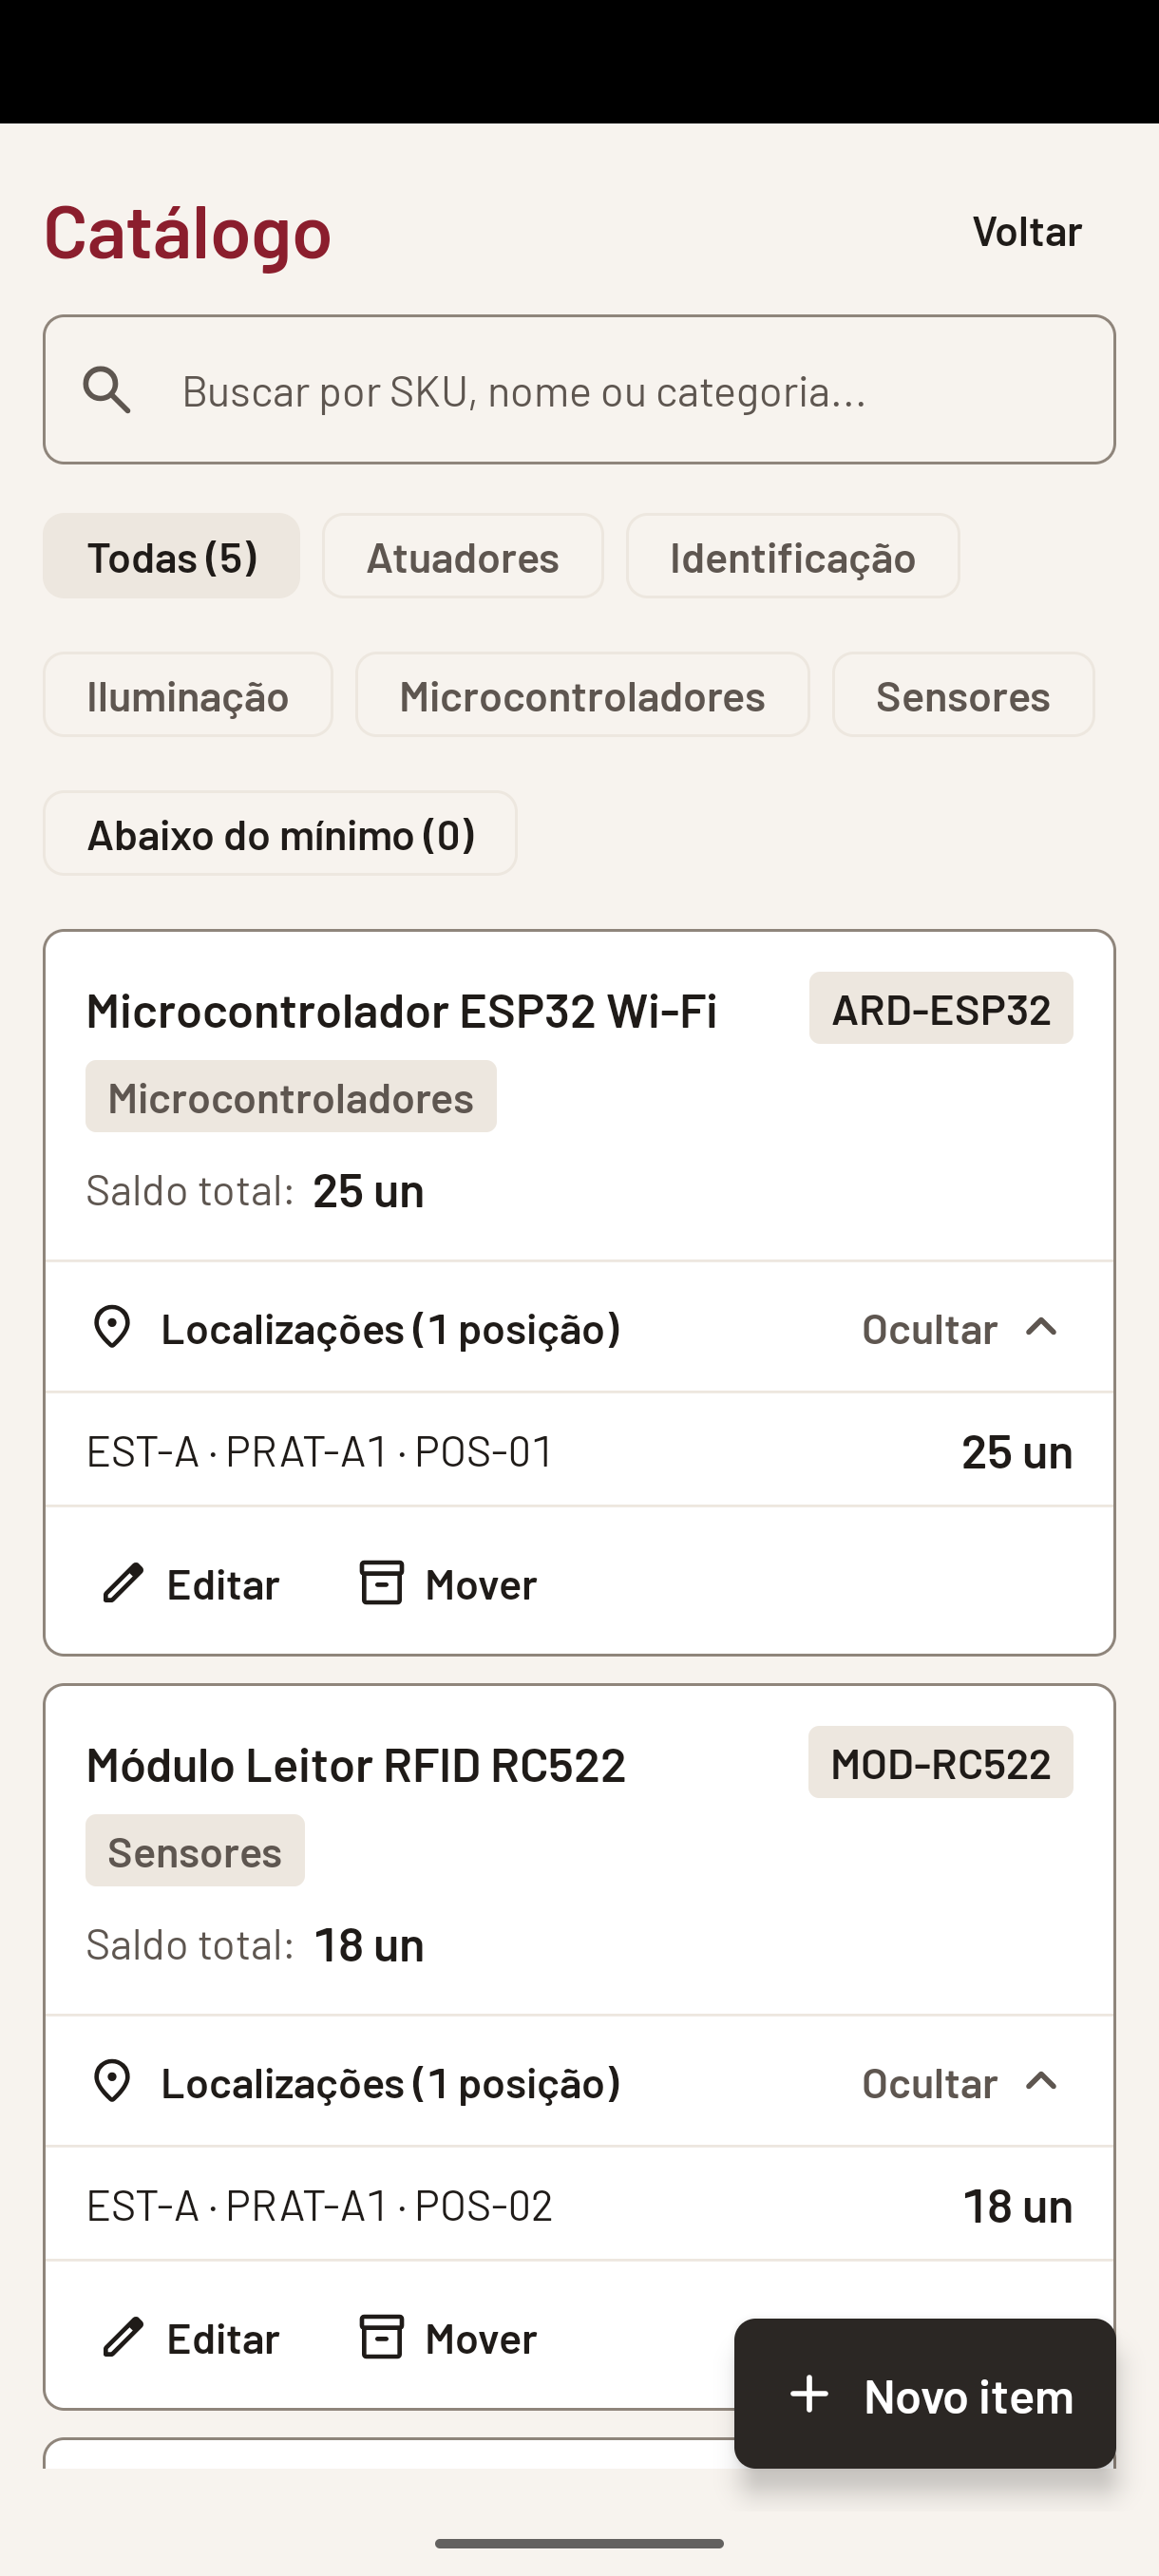 Catálogo
Voltar
Buscar por SKU, nome ou categoria...
Todas (5)
Atuadores
Identificação
Iluminação
Microcontroladores
Sensores
Abaixo do mínimo (0)
Microcontrolador ESP32 Wi-Fi
ARD-ESP32
Microcontroladores
Saldo total: 25 un
Localizações (1 posição)
Ocultar
EST-A · PRAT-A1 · POS-01
25 un
Editar
Mover
Módulo Leitor RFID RC522
MOD-RC522
Sensores
Saldo total: 18 un
Localizações (1 posição)
Ocultar
EST-A · PRAT-A1 · POS-02
18 un
Editar
Mover
Novo item